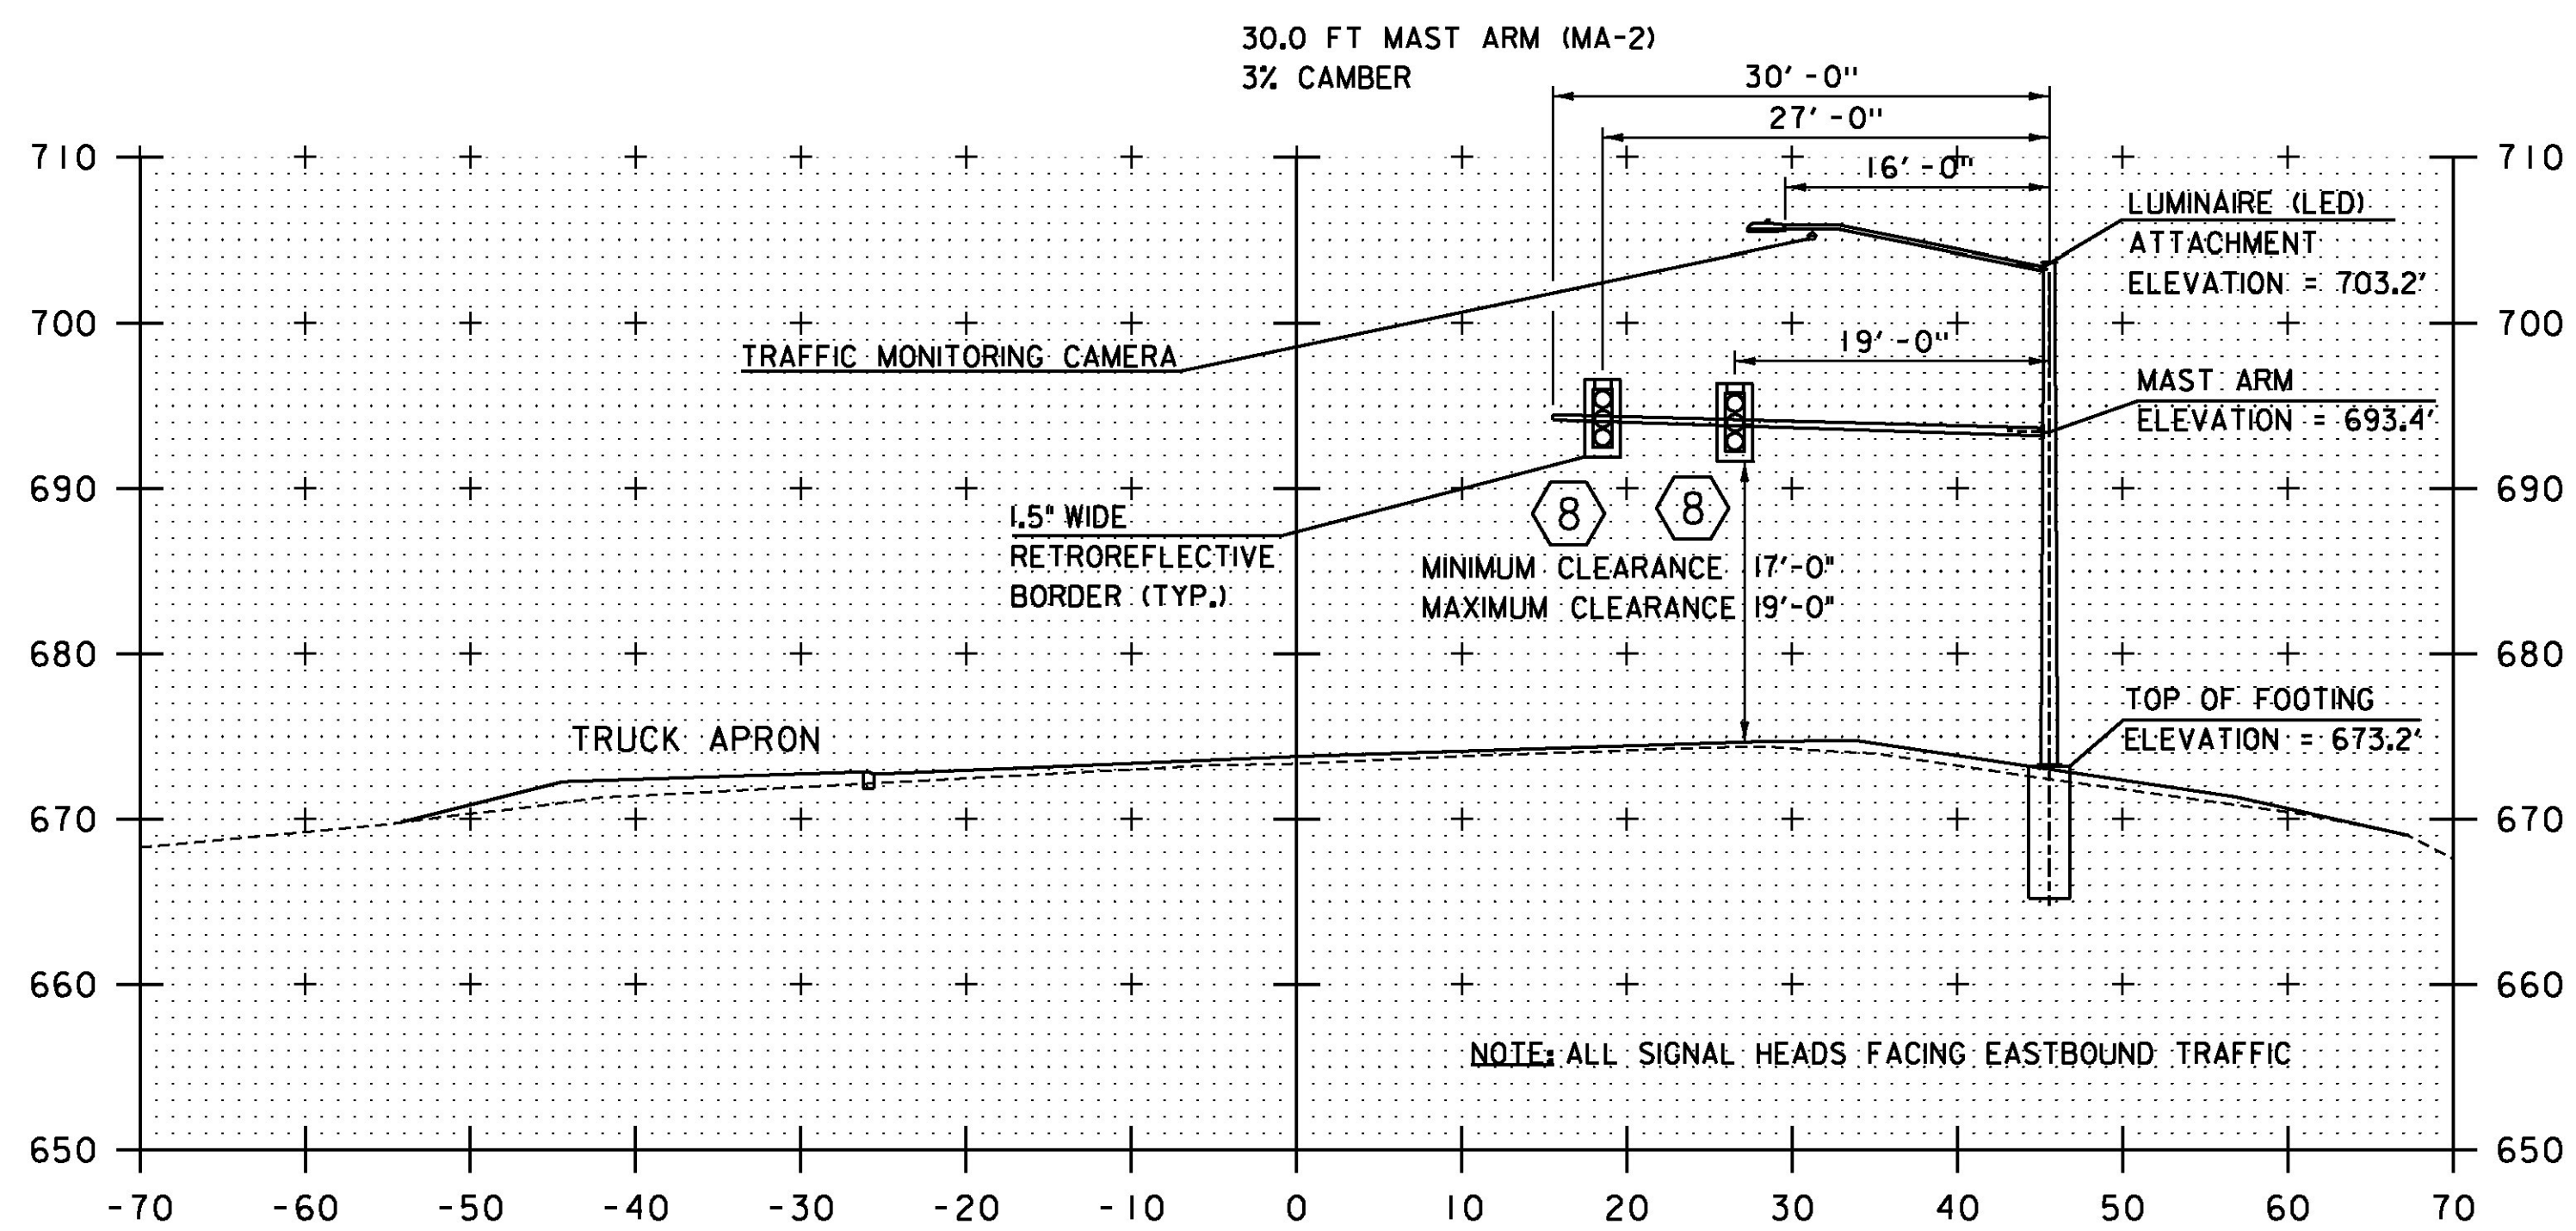 30.0 FT MAST ARM (MA-2)
3% CAMBER
30'-0"
27'-0"
16'-0"
710
710
LUMINAIRE (LED)
ATTACHMENT
ELEVATION = 703.2'
700
700
19'-0"
TRAFFIC MONITORING CAMERA
MAST ARM
ELEVATION = 693.4'
690
690
8
8
1.5" WIDE
RETROREFLECTIVE
BORDER (TYP.)
MINIMUM CLEARANCE 17'-0"
MAXIMUM CLEARANCE 19'-0"
680
680
TOP OF FOOTING
ELEVATION = 673.2'
TRUCK APRON
670
670
660
660
NOTE: ALL SIGNAL HEADS FACING EASTBOUND TRAFFIC
650
650
-70 -60 -50 -40 -30 -20 -10 0 10 20 30 40 50 60 70